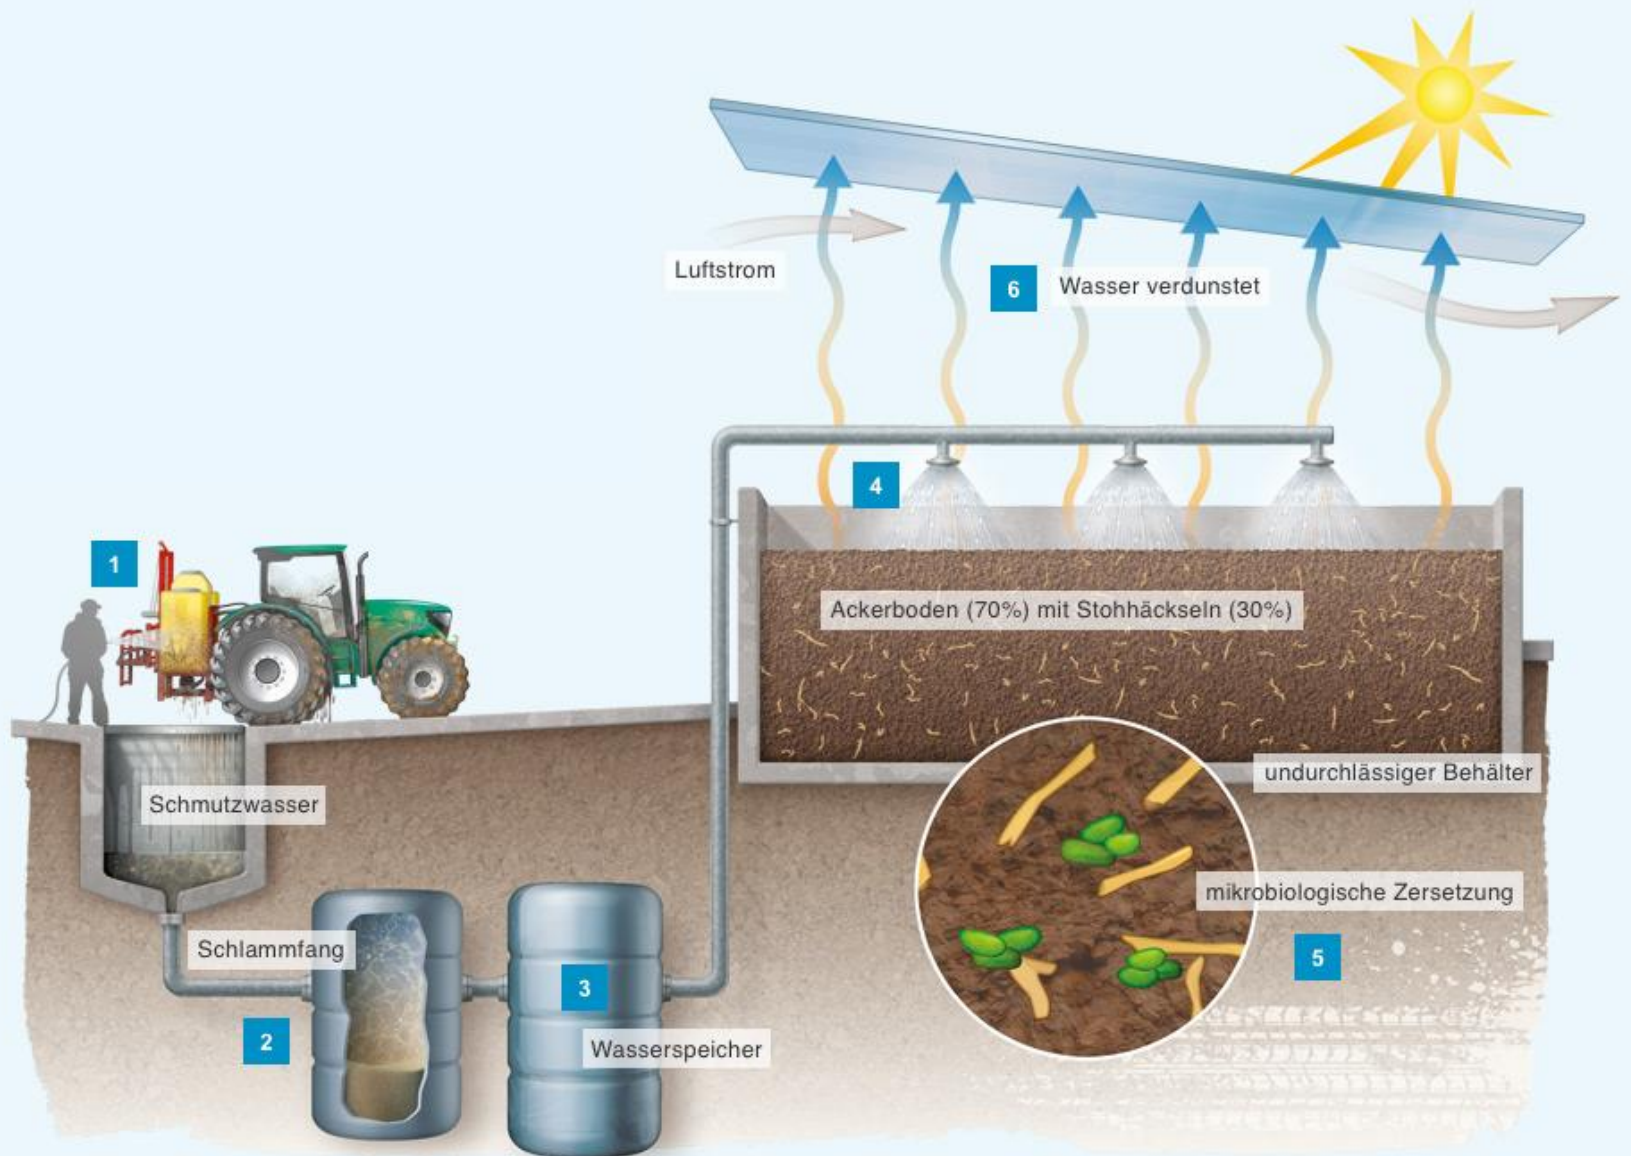 Luftstrom
6
Wasser verdunstet
4
1
Ackerboden (70%) mit Stohhäckseln (30%)
undurchlässiger Behälter
Schmutzwasser
mikrobiologische Zersetzung
Schlammfang
5
3
2
Wasserspeicher